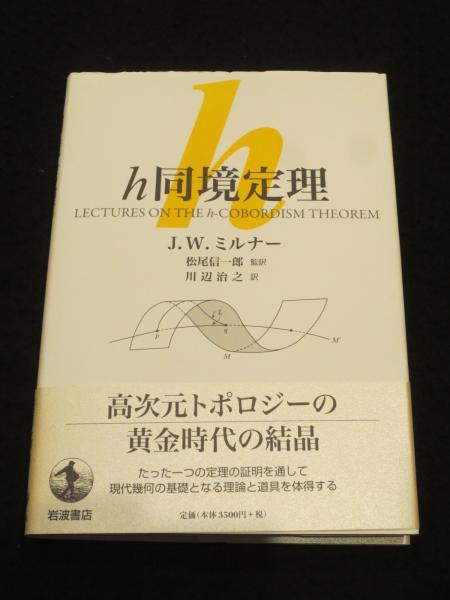 h
h同境定理
LECTURES ON THE h-COBORDISM THEOREM
J.W.ミルナー
松尾信一郎 監訳
川辺治之 訳
p
q
M
M'
高次元トポロジーの
黄金時代の結晶
たった一つの定理の証明を通して
現代幾何の基礎となる理論と道具を体得する
岩波書店
定価(本体3500円+税)